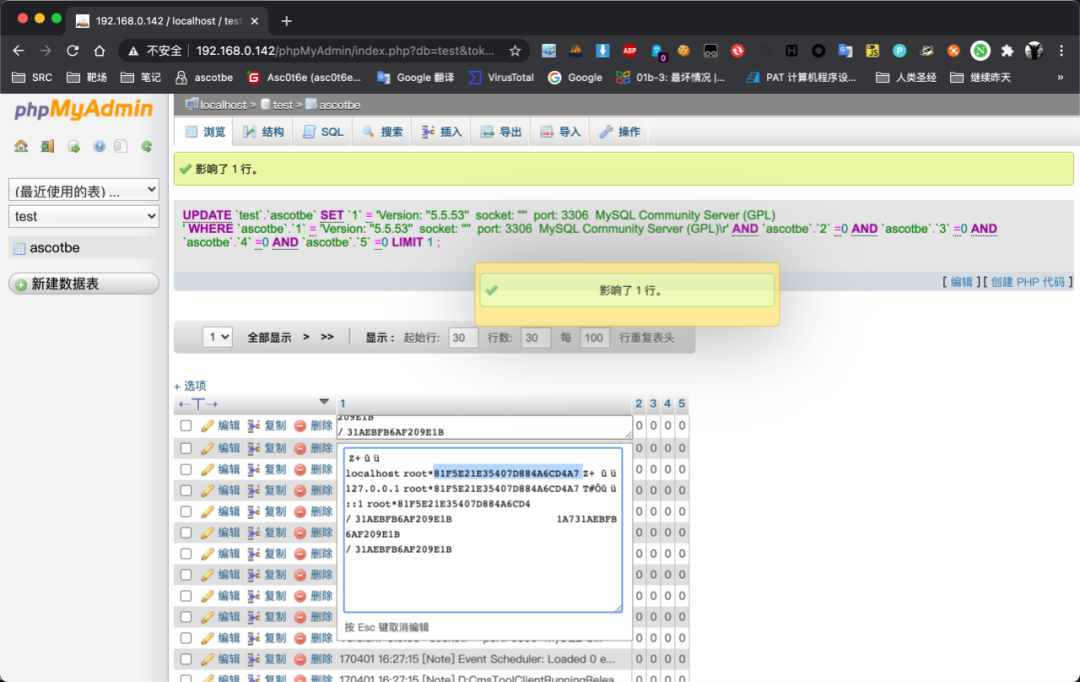 192.168.0.142 / localhost / test
不安全 192.168.0.142/phpMyAdmin/index.php?db=test&tok...
ABP
0
SRC 靶场 笔记 ascotbe Asc0t6e (asc0t6e... Google 翻译 VirusTotal Google 01b-3: 最坏情况 |... PAT 计算机程序设... 人类圣经 继续昨天 »
phpMyAdmin
localhost » test » ascotbe
浏览 结构 SQL 搜索 插入 导出 导入 操作
影响了 1 行。
(最近使用的表) ...
test
ascotbe
新建数据表
UPDATE `test`.`ascotbe` SET `1` = 'Version: "5.5.53" socket: "" port: 3306 MySQL Community Server (GPL)
' WHERE `ascotbe`.`1` = 'Version: "5.5.53" socket: "" port: 3306 MySQL Community Server (GPL)\r' AND `ascotbe`.`2` =0 AND `ascotbe`.`3` =0 AND
`ascotbe`.`4` =0 AND `ascotbe`.`5` =0 LIMIT 1 ;
[ 编辑 ] [ 创建 PHP 代码 ]
影响了 1 行。
1 全部显示 > >> 显示 : 起始行: 30 行数: 30 每 100 行重复表头
+ 选项
←T→ 1 2 3 4 5
209E1B
编辑 复制 删除 / 31AEBFB6AF209E1B 0 0 0 0
编辑 复制 删除 Z+ û ü 0 0 0 0
编辑 复制 删除 localhost root*81F5E21E35407D884A6CD4A7 Z+ û ü 0 0 0 0
编辑 复制 删除 127.0.0.1 root*81F5E21E35407D884A6CD4A7 T#Öû ü 0 0 0 0
编辑 复制 删除 ::1 root*81F5E21E35407D884A6CD4 0 0 0 0
/ 31AEBFB6AF209E1B 1A731AEBFB
编辑 复制 删除 6AF209E1B 0 0 0 0
编辑 复制 删除 / 31AEBFB6AF209E1B 0 0 0 0
编辑 复制 删除 0 0 0 0
编辑 复制 删除 0 0 0 0
编辑 复制 删除 0 0 0 0
按 Esc 键取消编辑
编辑 复制 删除 0 0 0 0
编辑 复制 删除 170401 16:27:15 [Note] Event Scheduler: Loaded 0 e... 0 0 0 0
编辑 复制 删除 170401 16:27:15 [Note] D:CmsToolClientRunningRelea... 0 0 0 0